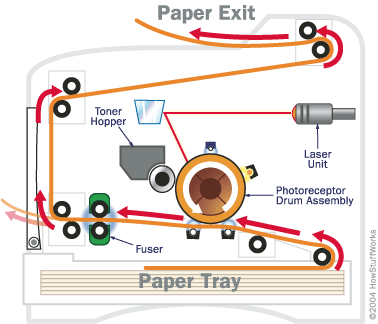 Paper Exit
Toner
Hopper
Laser
Unit
Photoreceptor
Drum Assembly
Fuser
Paper Tray
©2004 HowStuffWorks